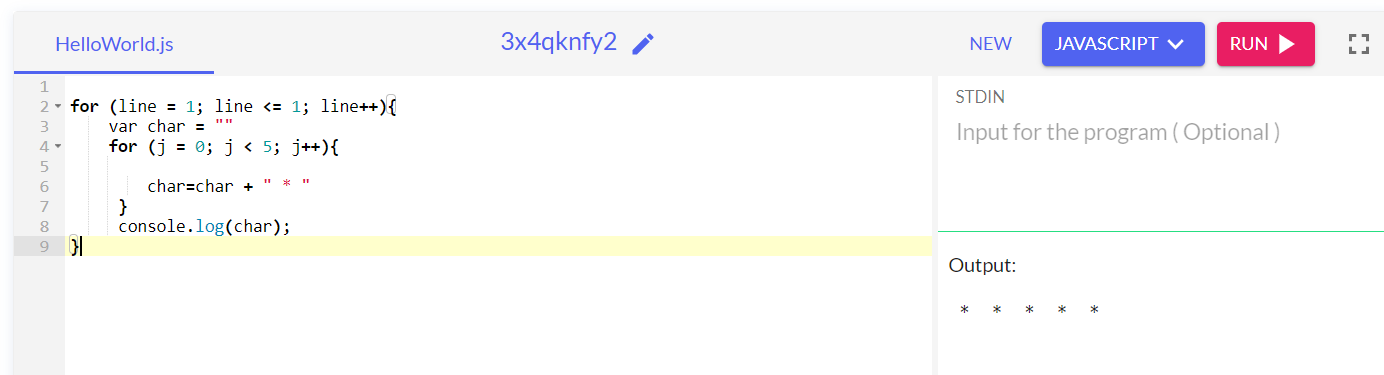 HelloWorld.js 3x4qknfy2 NEW JAVASCRIPT RUN
1
2 for (line = 1; line <= 1; line++){
3     var char = ""
4     for (j = 0; j < 5; j++){
5
6         char=char + " * "
7      }
8      console.log(char);
9 }
STDIN
Input for the program ( Optional )
Output:
 *  *  *  *  *